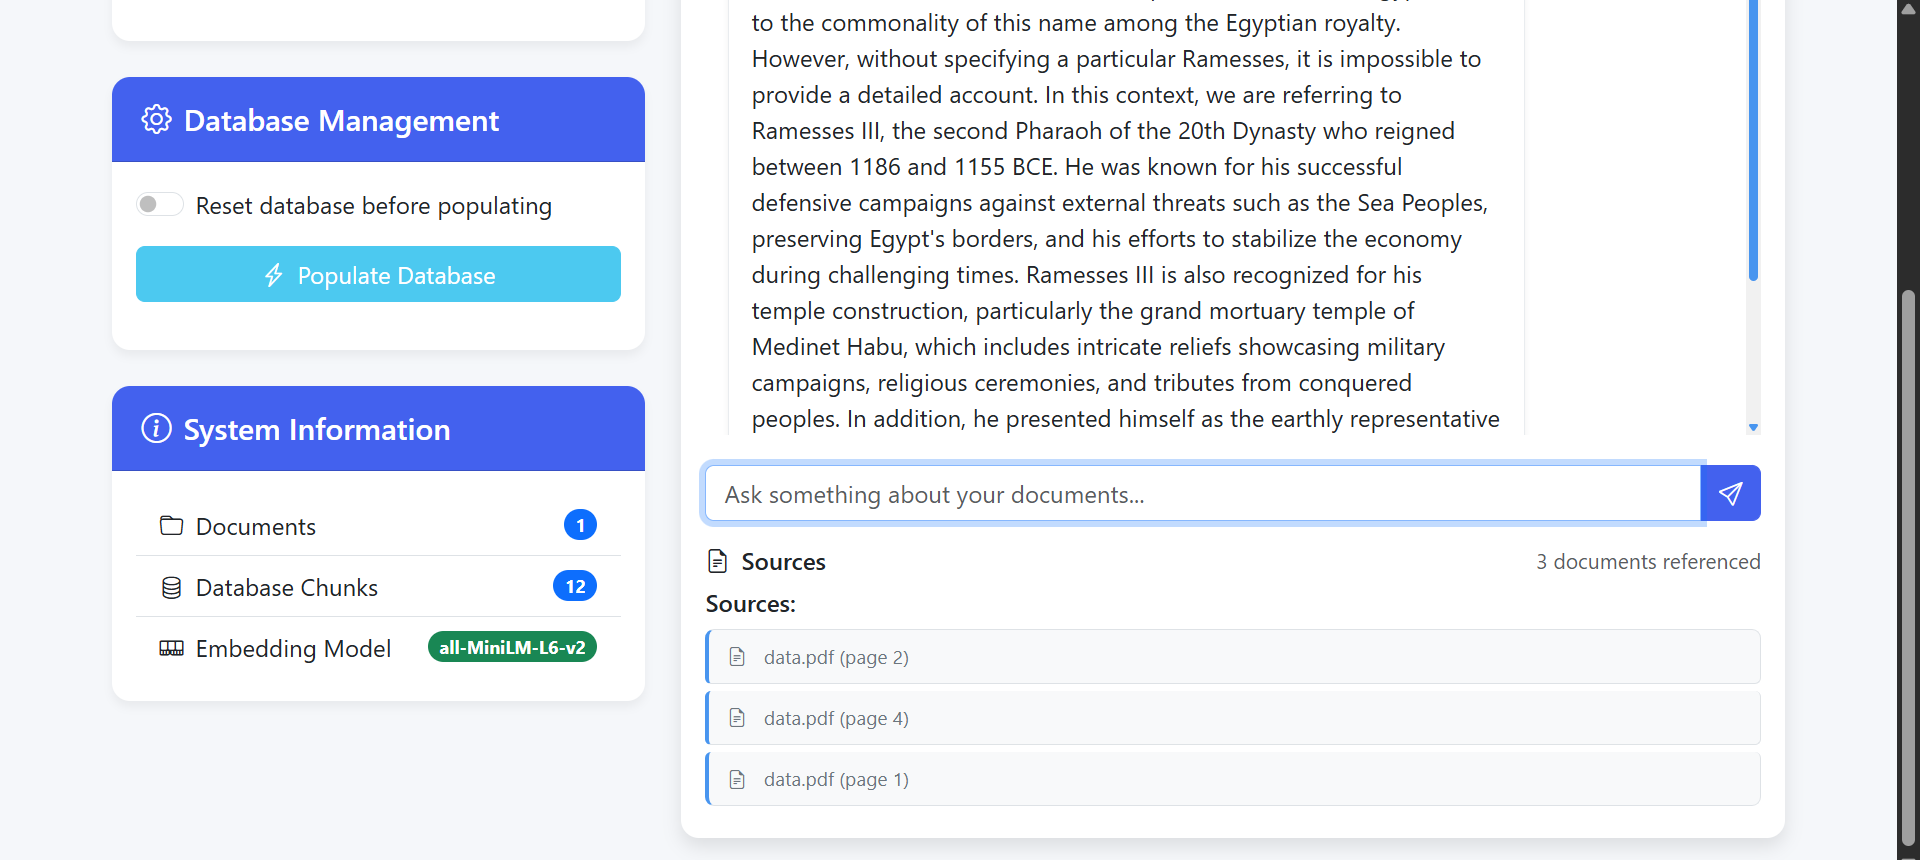 Database Management
Reset database before populating
Populate Database
System Information
Documents
1
Database Chunks
12
Embedding Model
all-MiniLM-L6-v2
to the commonality of this name among the Egyptian royalty.
However, without specifying a particular Ramesses, it is impossible to
provide a detailed account. In this context, we are referring to
Ramesses III, the second Pharaoh of the 20th Dynasty who reigned
between 1186 and 1155 BCE. He was known for his successful
defensive campaigns against external threats such as the Sea Peoples,
preserving Egypt's borders, and his efforts to stabilize the economy
during challenging times. Ramesses III is also recognized for his
temple construction, particularly the grand mortuary temple of
Medinet Habu, which includes intricate reliefs showcasing military
campaigns, religious ceremonies, and tributes from conquered
peoples. In addition, he presented himself as the earthly representative
Ask something about your documents...
Sources
3 documents referenced
Sources:
data.pdf (page 2)
data.pdf (page 4)
data.pdf (page 1)